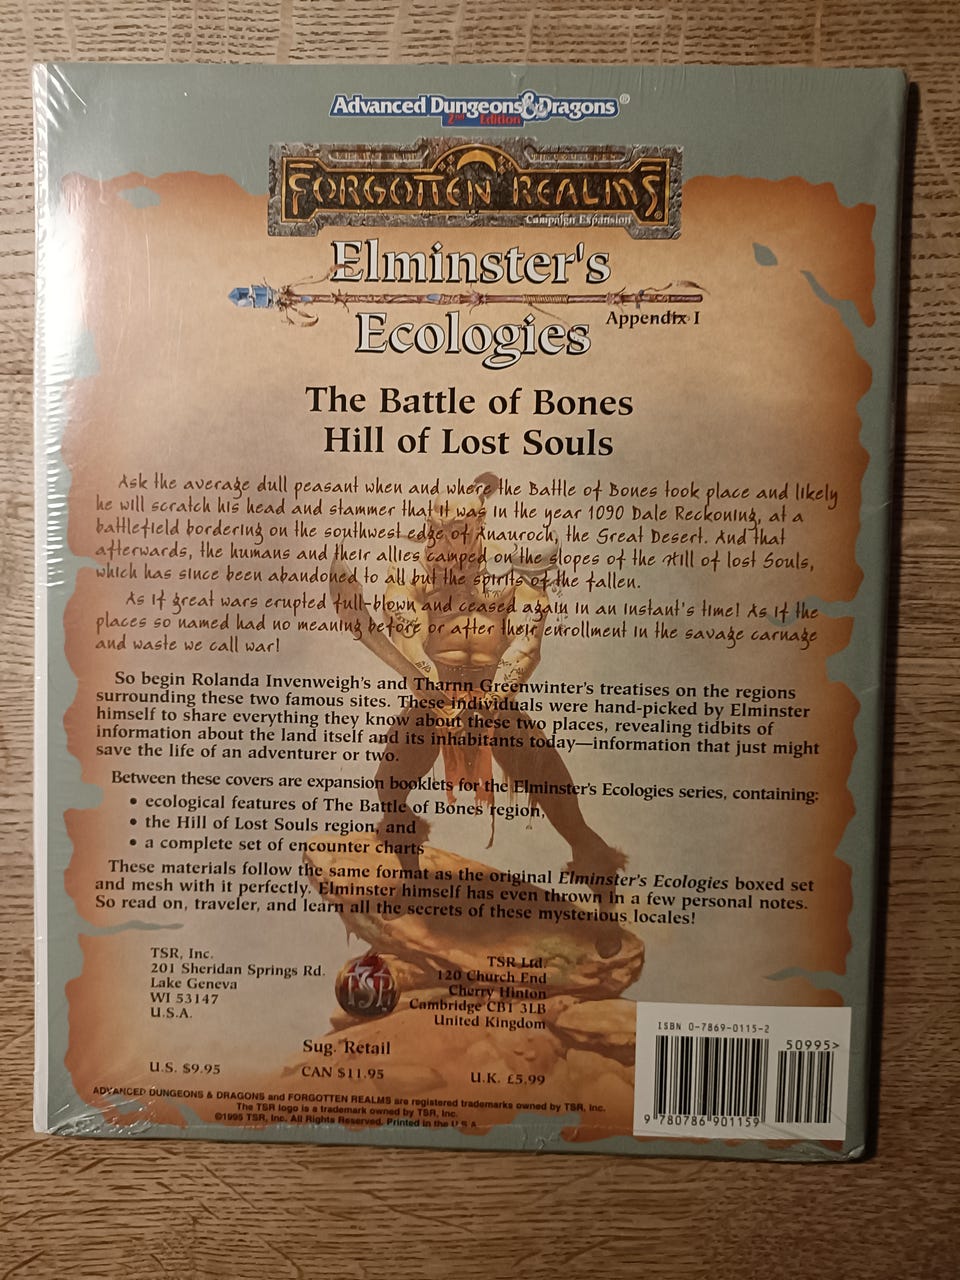 Advanced Dungeons & Dragons®
2nd Edition
FORGOTTEN REALMS®
Campaign Expansion
Elminster's
Ecologies
Appendix I
The Battle of Bones
Hill of Lost Souls
Ask the average dull peasant when and where the Battle of Bones took place and likely
he will scratch his head and stammer that it was in the year 1090 Dale Reckoning, at a
battlefield bordering on the southwest edge of Anauroch, the Great Desert. And that
afterwards, the humans and their allies camped on the slopes of the Hill of lost Souls,
which has since been abandoned to all but the spirits of the fallen.
As if great wars erupted full-blown and ceased again in an instant's time! As if the
places so named had no meaning before or after their enrollment in the savage carnage
and waste we call war!
So begin Rolanda Invenweigh's and Tharnn Greenwinter's treatises on the regions
surrounding these two famous sites. These individuals were hand-picked by Elminster
himself to share everything they know about these two places, revealing tidbits of
information about the land itself and its inhabitants today—information that just might
save the life of an adventurer or two.
Between these covers are expansion booklets for the Elminster's Ecologies series, containing:
• ecological features of The Battle of Bones region,
• the Hill of Lost Souls region, and
• a complete set of encounter charts
These materials follow the same format as the original Elminster's Ecologies boxed set
and mesh with it perfectly. Elminster himself has even thrown in a few personal notes.
So read on, traveler, and learn all the secrets of these mysterious locales!
TSR, Inc.
201 Sheridan Springs Rd.
Lake Geneva
WI 53147
U.S.A.
TSR
TSR Ltd.
120 Church End
Cherry Hinton
Cambridge CB1 3LB
United Kingdom
Sug. Retail
U.S. $9.95
CAN $11.95
U.K. £5.99
ADVANCED DUNGEONS & DRAGONS and FORGOTTEN REALMS are registered trademarks owned by TSR, Inc.
The TSR logo is a trademark owned by TSR, Inc.
©1995 TSR, Inc. All Rights Reserved. Printed in the U.S.A.
ISBN 0-7869-0115-2
50995>
9 780786 901159